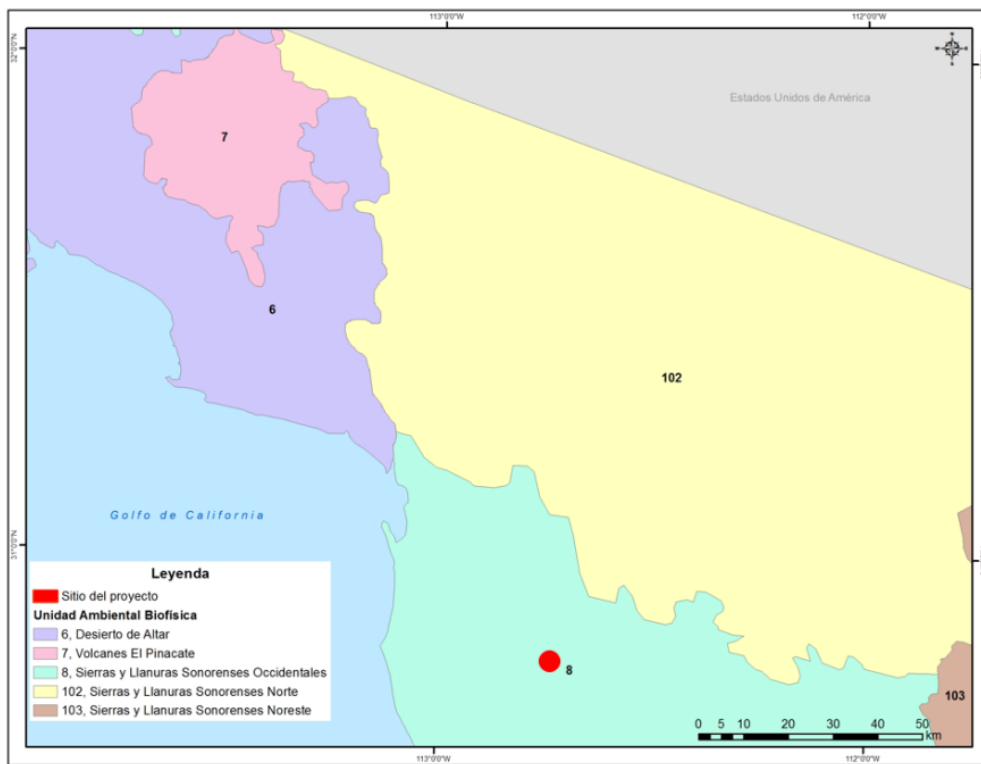 113°0'0"W
112°0'0"W
32°0'0"N
Estados Unidos de América
7
6
102
Golfo de California
31°0'0"N
Leyenda
Sitio del proyecto
Unidad Ambiental Biofísica
6, Desierto de Altar
7, Volcanes El Pinacate
8, Sierras y Llanuras Sonorenses Occidentales
102, Sierras y Llanuras Sonorenses Norte
103, Sierras y Llanuras Sonorenses Noreste
8
103
0 5 10 20 30 40 50
km
113°0'0"W
112°0'0"W